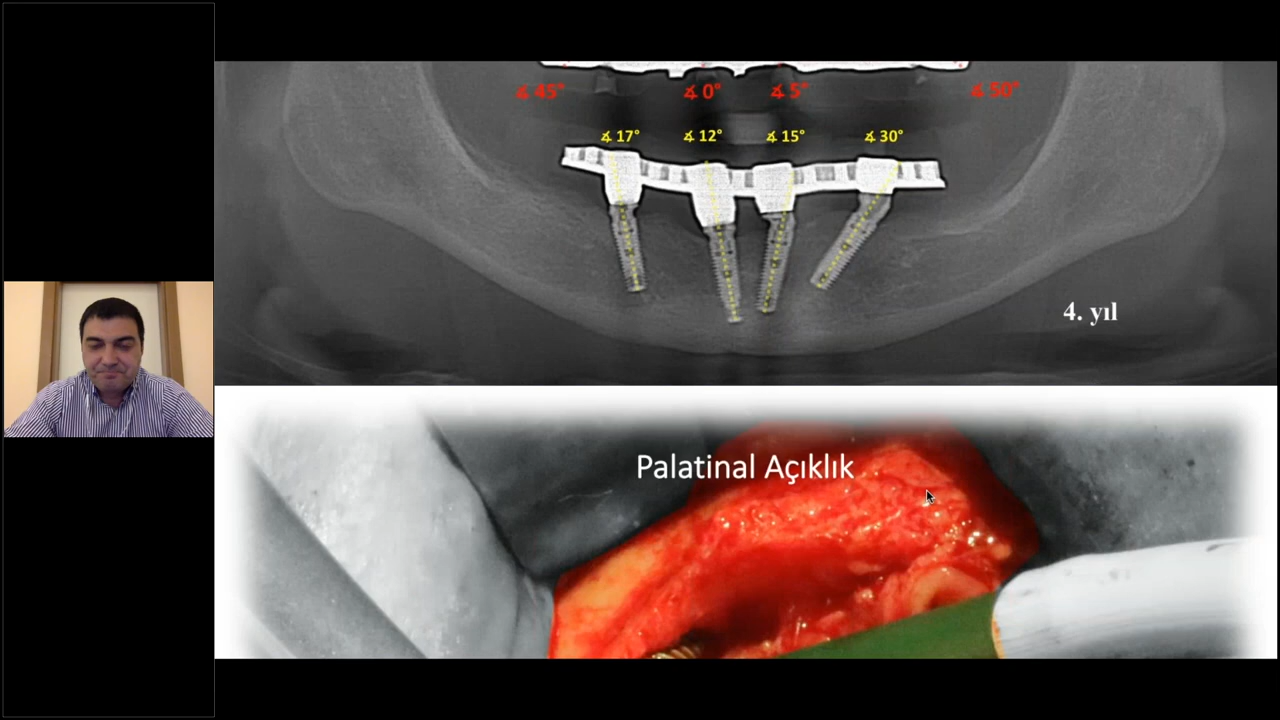 ∡ 45° ∡ 0° ∡ 5° ∡ 50°
∡ 17° ∡ 12° ∡ 15° ∡ 30°
4. yıl
Palatinal Açıklık